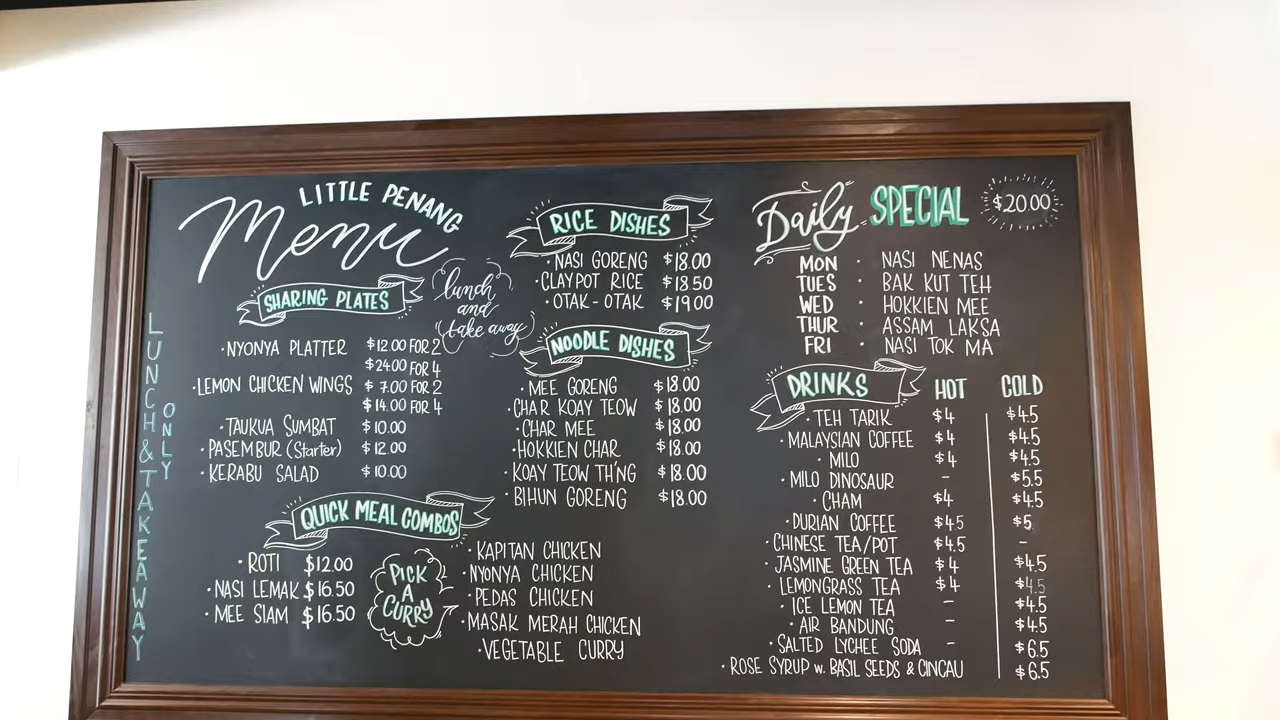 LITTLE PENANG
Menu
lunch
and
take away
LUNCH & TAKEAWAY
ONLY
SHARING PLATES
·NYONYA PLATTER $12.00 FOR 2
$24.00 FOR 4
·LEMON CHICKEN WINGS $7.00 FOR 2
$14.00 FOR 4
·TAUKUA SUMBAT $10.00
·PASEMBUR (Starter) $12.00
·KERABU SALAD $10.00
QUICK MEAL COMBOS
·ROTI $12.00
·NASI LEMAK $16.50
·MEE SIAM $16.50
PICK
A
CURRY
·KAPITAN CHICKEN
·NYONYA CHICKEN
·PEDAS CHICKEN
·MASAK MERAH CHICKEN
·VEGETABLE CURRY
RICE DISHES
·NASI GORENG $18.00
·CLAYPOT RICE $18.50
·OTAK-OTAK $19.00
NOODLE DISHES
·MEE GORENG $18.00
·CHAR KOAY TEOW $18.00
·CHAR MEE $18.00
·HOKKIEN CHAR $18.00
·KOAY TEOW TH'NG $18.00
·BIHUN GORENG $18.00
Daily SPECIAL $20.00
MON · NASI NENAS
TUES · BAK KUT TEH
WED · HOKKIEN MEE
THUR · ASSAM LAKSA
FRI · NASI TOK MA
DRINKS HOT COLD
·TEH TARIK $4 $4.5
·MALAYSIAN COFFEE $4 $4.5
·MILO $4 $4.5
·MILO DINOSAUR - $5.5
·CHAM $4 $4.5
·DURIAN COFFEE $4.5 $5
·CHINESE TEA/POT $4.5 -
·JASMINE GREEN TEA $4 $4.5
·LEMONGRASS TEA $4 $4.5
·ICE LEMON TEA - $4.5
·AIR BANDUNG - $4.5
·SALTED LYCHEE SODA - $6.5
·ROSE SYRUP w. BASIL SEEDS & CINCAU $6.5